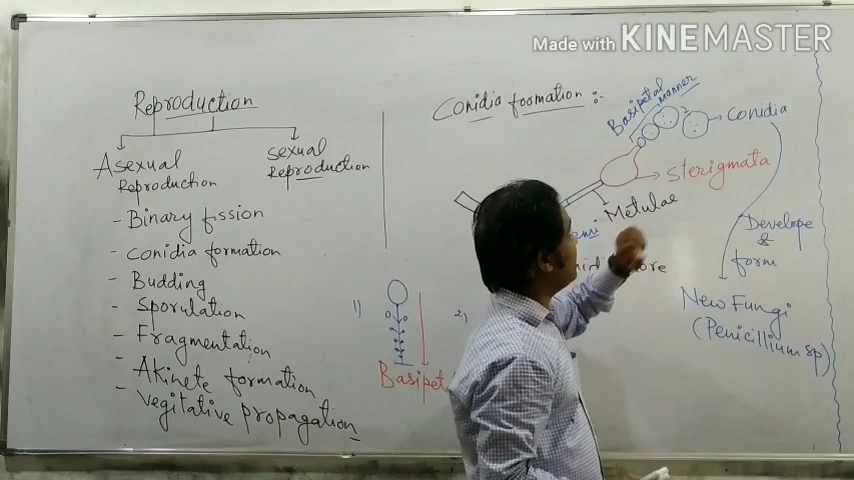 Made with KINEMASTER
Reproduction
Asexual
Reproduction
sexual
Reproduction
- Binary fission
- conidia formation
- Budding
- Sporulation
- Fragmentation
- Akinete formation
- Vegitative propagation
Conidia formation :-
Basipetal
manner
Conidia
Sterigmata
Metulae
Develope
&
form
New Fungi
(Penicillium sp)
1)
2)